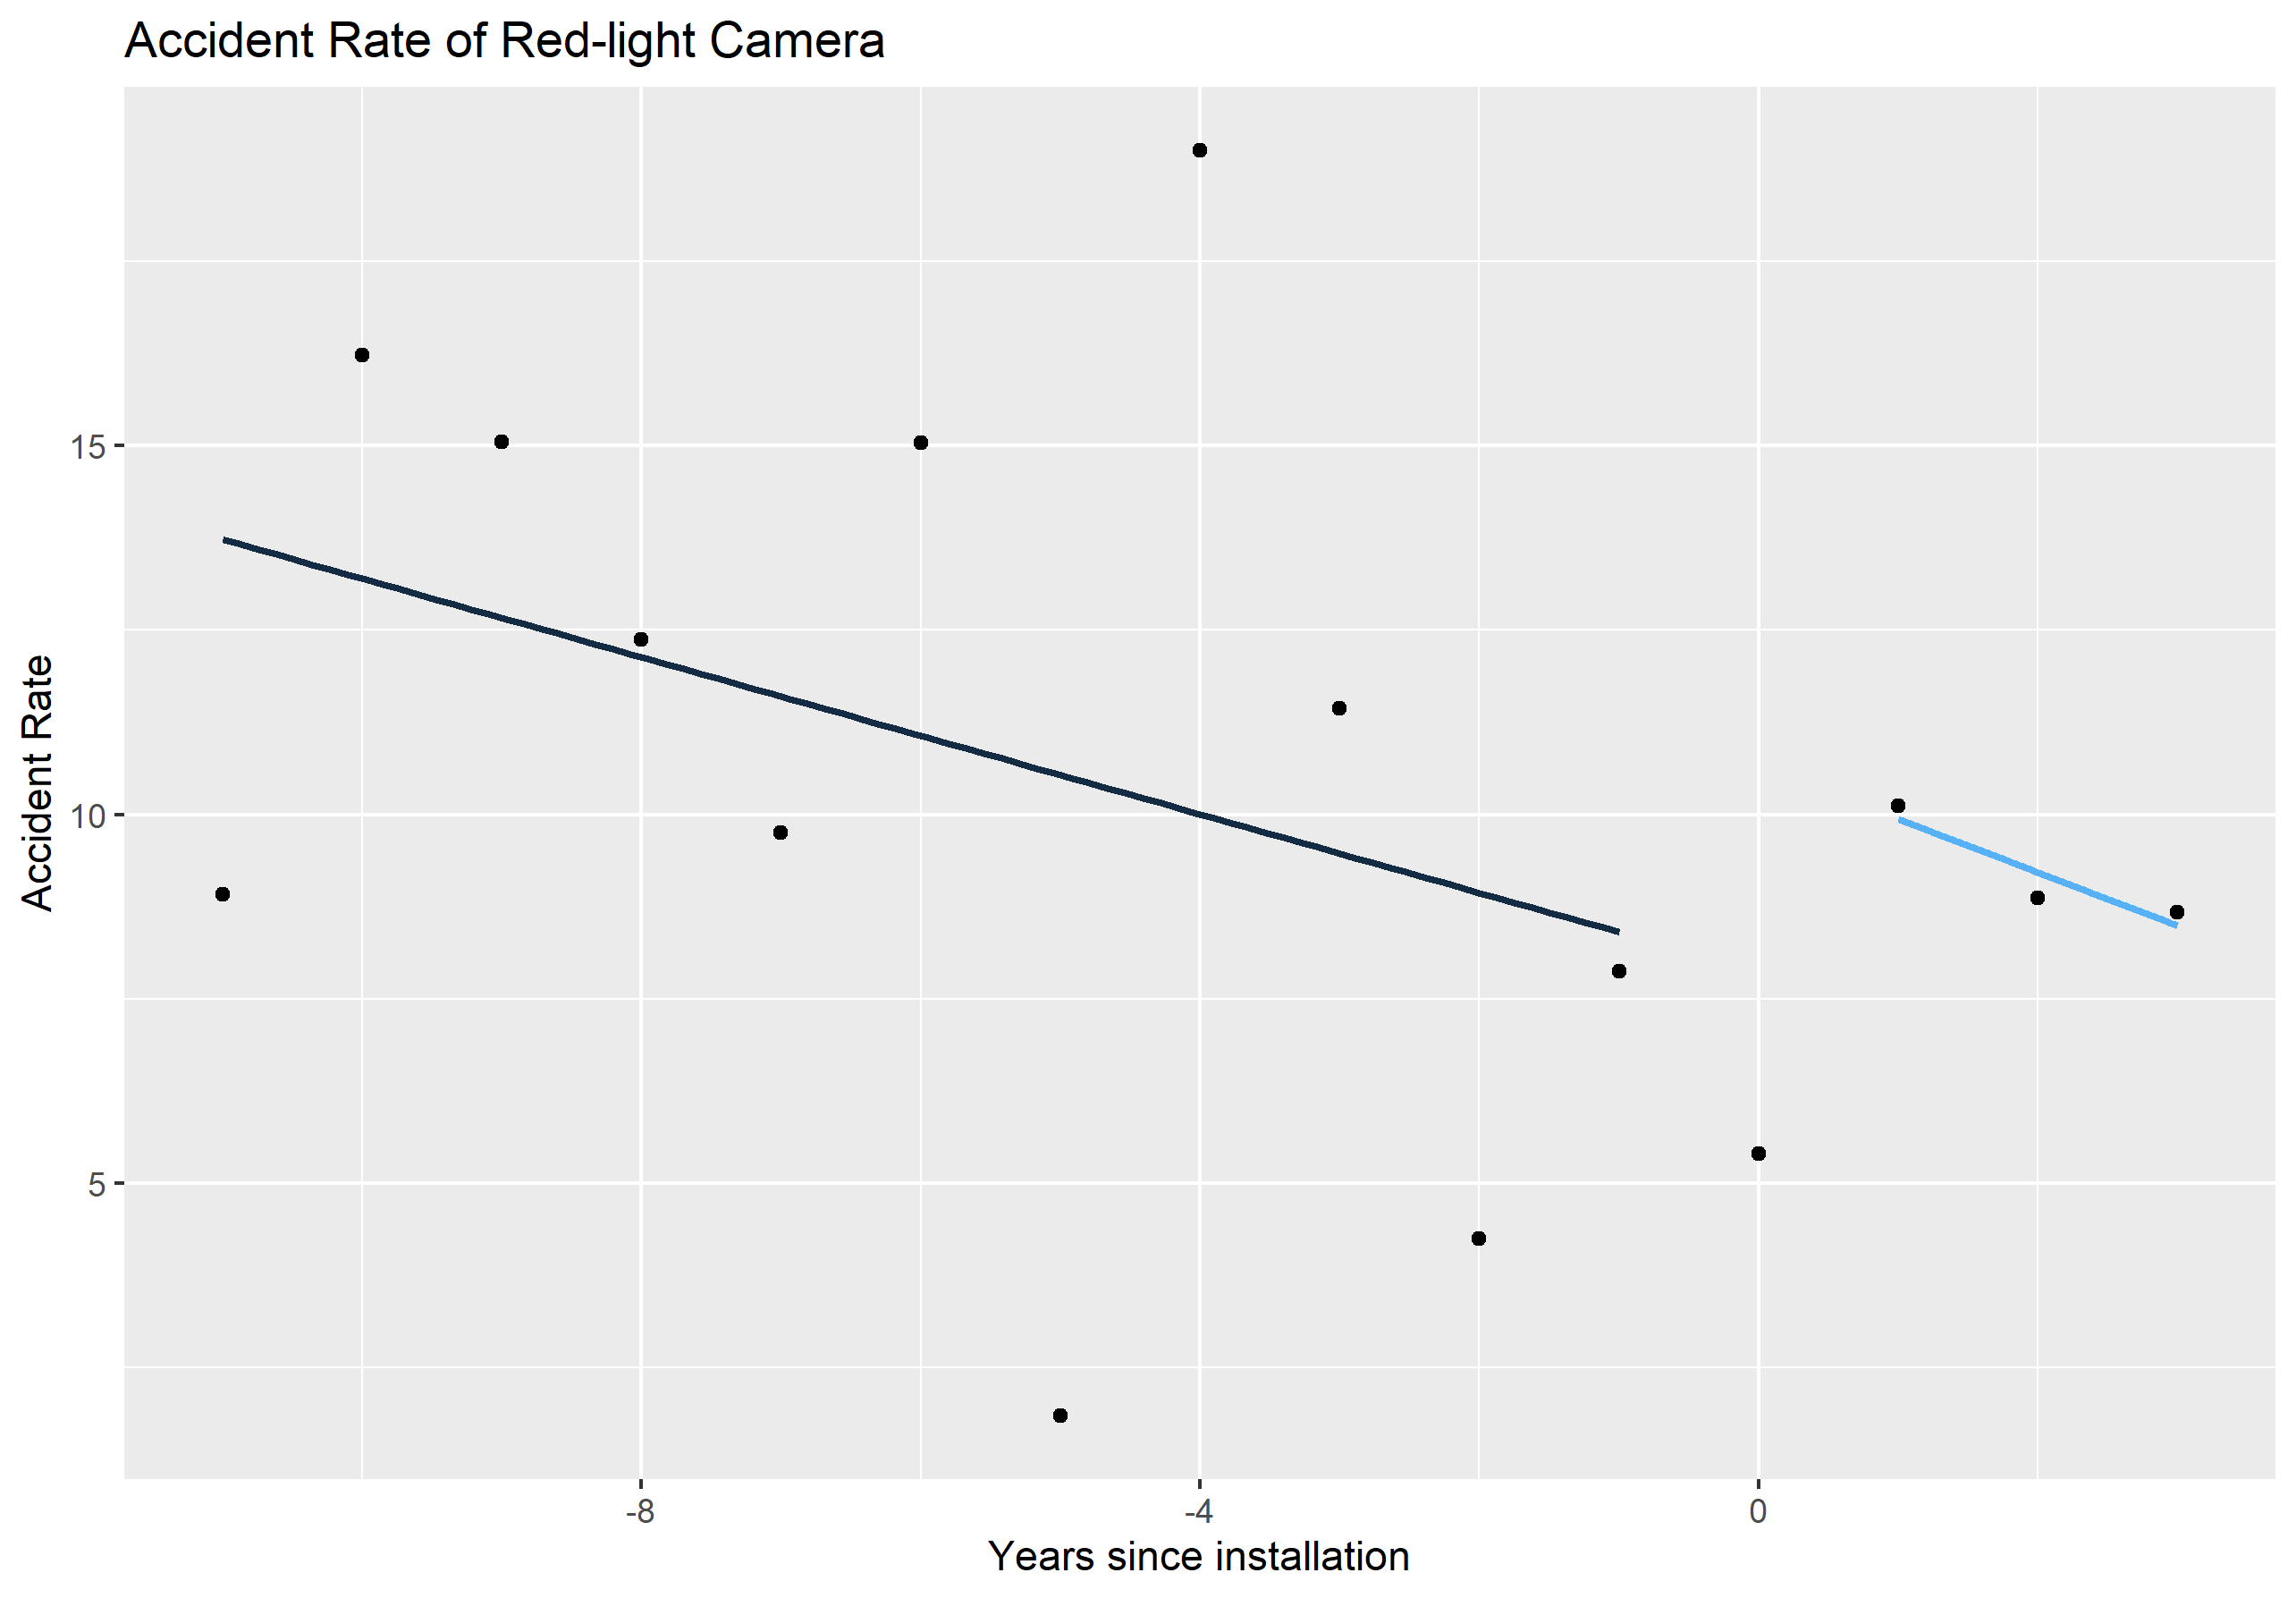 Accident Rate of Red-light Camera
Accident Rate
15
10
5
-8
-4
0
Years since installation